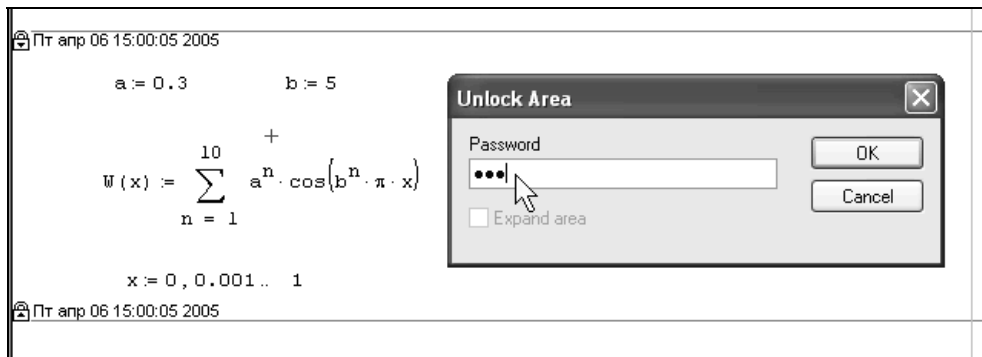 Пт апр 06 15:00:05 2005
a := 0.3 b := 5
Unlock Area
Password
•••
OK
Cancel
Expand area
10
W(x) := ∑ aⁿ · cos(bⁿ · π · x)
n = 1
x := 0 , 0.001 .. 1
Пт апр 06 15:00:05 2005